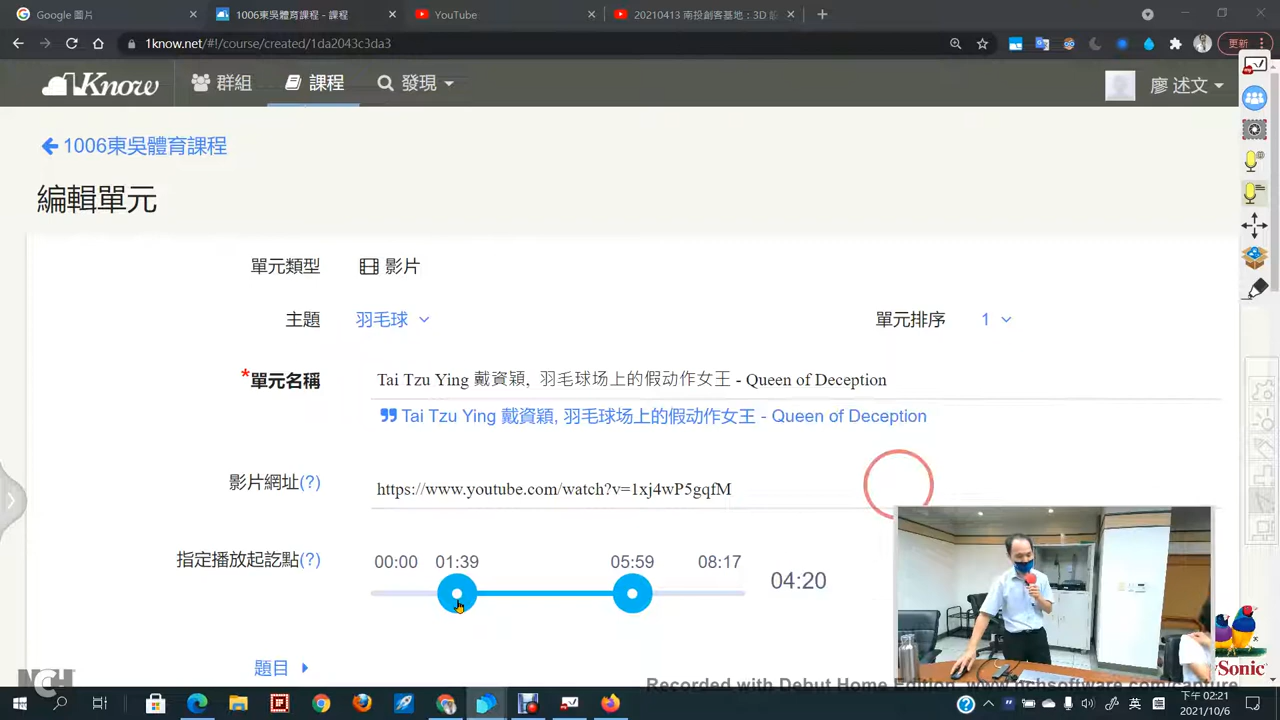 Google 圖片
1006東吳體育課程 - 課程
YouTube
20210413 南投創客基地：3D 設
1know.net/#!/course/created/1da2043c3da3
更新
1Know
群組
課程
發現
廖 述文
1006東吳體育課程
編輯單元
單元類型
影片
主題
羽毛球
單元排序
1
*單元名稱
Tai Tzu Ying 戴資穎, 羽毛球场上的假动作女王 - Queen of Deception
Tai Tzu Ying 戴資穎, 羽毛球场上的假动作女王 - Queen of Deception
影片網址(?)
https://www.youtube.com/watch?v=1xj4wP5gqfM
指定播放起訖點(?)
00:00
01:39
05:59
08:17
04:20
題目
NCH
Sonic
Recorded with Debut Home Edition. www.nchsoftware.com/capture
英
下午 02:21
2021/10/6